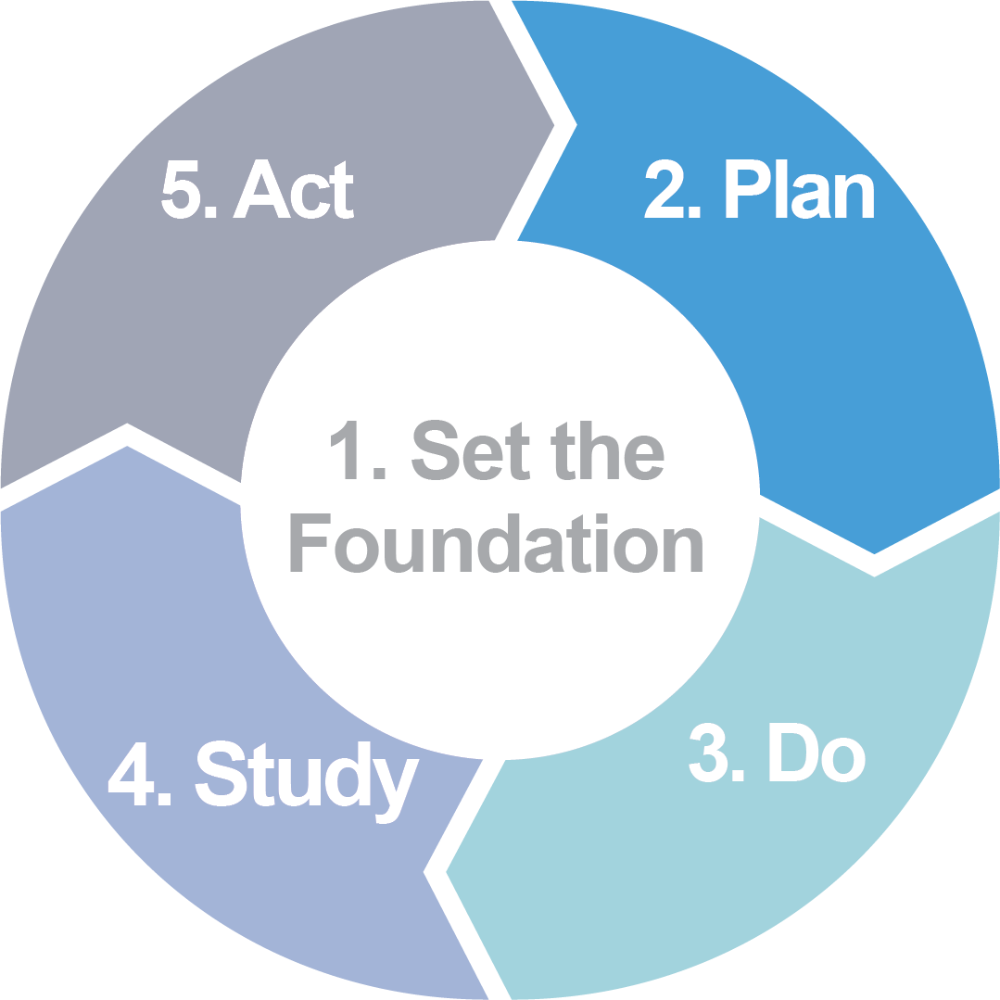 1. Set the
Foundation
2. Plan
3. Do
4. Study
5. Act